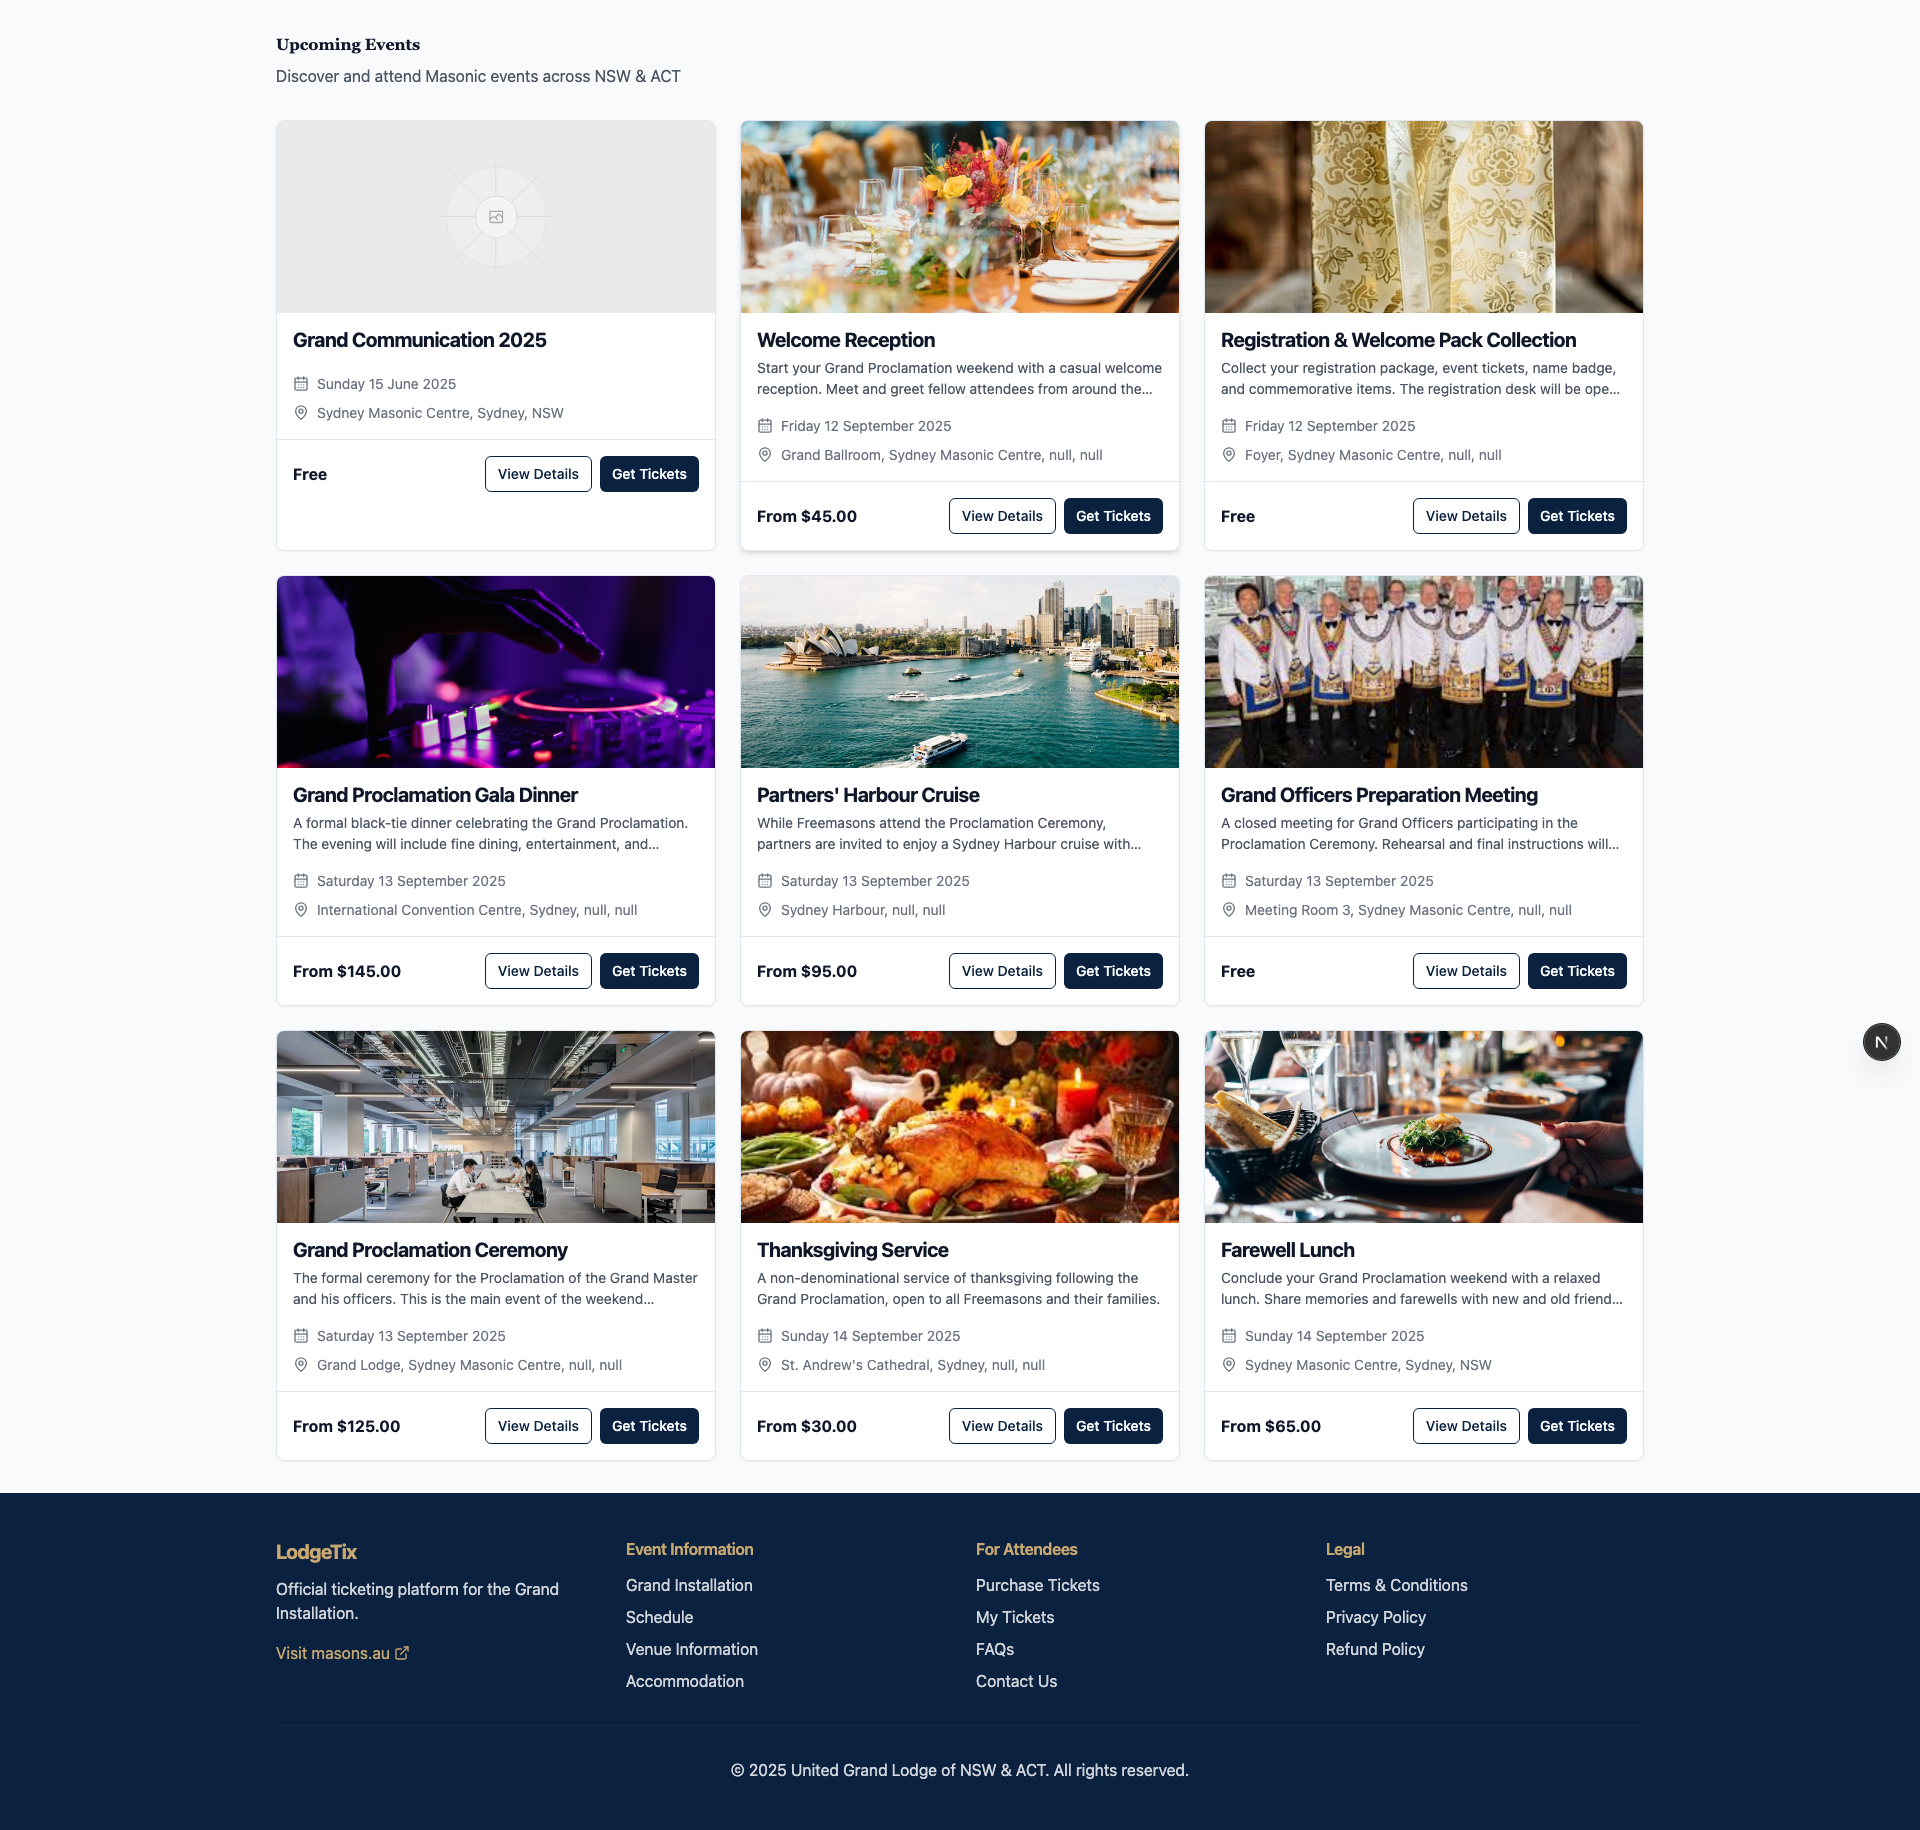 Upcoming Events
Discover and attend Masonic events across NSW & ACT
Grand Communication 2025
Sunday 15 June 2025
Sydney Masonic Centre, Sydney, NSW
Free
View Details
Get Tickets
Welcome Reception
Start your Grand Proclamation weekend with a casual welcome
reception. Meet and greet fellow attendees from around the...
Friday 12 September 2025
Grand Ballroom, Sydney Masonic Centre, null, null
From $45.00
View Details
Get Tickets
Registration & Welcome Pack Collection
Collect your registration package, event tickets, name badge,
and commemorative items. The registration desk will be ope...
Friday 12 September 2025
Foyer, Sydney Masonic Centre, null, null
Free
View Details
Get Tickets
Grand Proclamation Gala Dinner
A formal black-tie dinner celebrating the Grand Proclamation.
The evening will include fine dining, entertainment, and...
Saturday 13 September 2025
International Convention Centre, Sydney, null, null
From $145.00
View Details
Get Tickets
Partners' Harbour Cruise
While Freemasons attend the Proclamation Ceremony,
partners are invited to enjoy a Sydney Harbour cruise with...
Saturday 13 September 2025
Sydney Harbour, null, null
From $95.00
View Details
Get Tickets
Grand Officers Preparation Meeting
A closed meeting for Grand Officers participating in the
Proclamation Ceremony. Rehearsal and final instructions will...
Saturday 13 September 2025
Meeting Room 3, Sydney Masonic Centre, null, null
Free
View Details
Get Tickets
Grand Proclamation Ceremony
The formal ceremony for the Proclamation of the Grand Master
and his officers. This is the main event of the weekend...
Saturday 13 September 2025
Grand Lodge, Sydney Masonic Centre, null, null
From $125.00
View Details
Get Tickets
Thanksgiving Service
A non-denominational service of thanksgiving following the
Grand Proclamation, open to all Freemasons and their families.
Sunday 14 September 2025
St. Andrew's Cathedral, Sydney, null, null
From $30.00
View Details
Get Tickets
Farewell Lunch
Conclude your Grand Proclamation weekend with a relaxed
lunch. Share memories and farewells with new and old friend...
Sunday 14 September 2025
Sydney Masonic Centre, Sydney, NSW
From $65.00
View Details
Get Tickets
N
LodgeTix
Official ticketing platform for the Grand
Installation.
Visit masons.au
Event Information
Grand Installation
Schedule
Venue Information
Accommodation
For Attendees
Purchase Tickets
My Tickets
FAQs
Contact Us
Legal
Terms & Conditions
Privacy Policy
Refund Policy
© 2025 United Grand Lodge of NSW & ACT. All rights reserved.